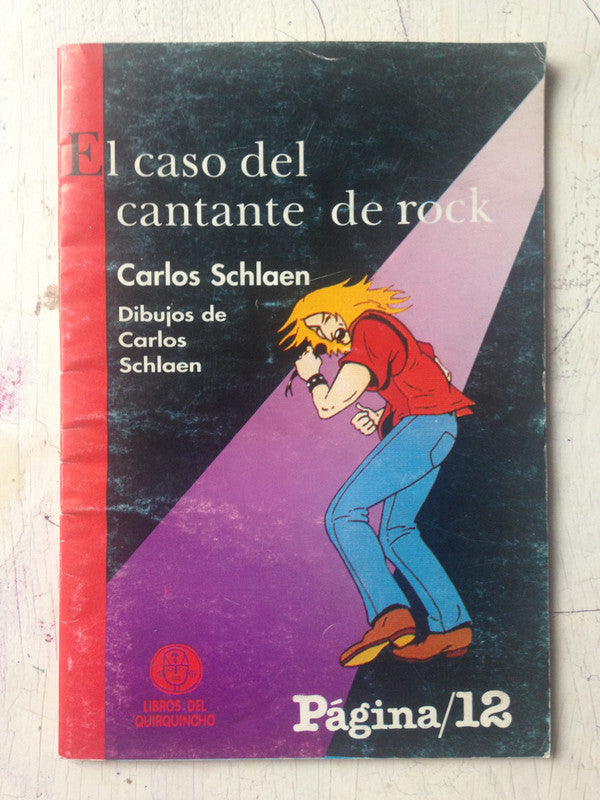 El caso del
cantante de rock
Carlos Schlaen
Dibujos de
Carlos
Schlaen
LIBROS DEL
QUIRQUINCHO
Página/12